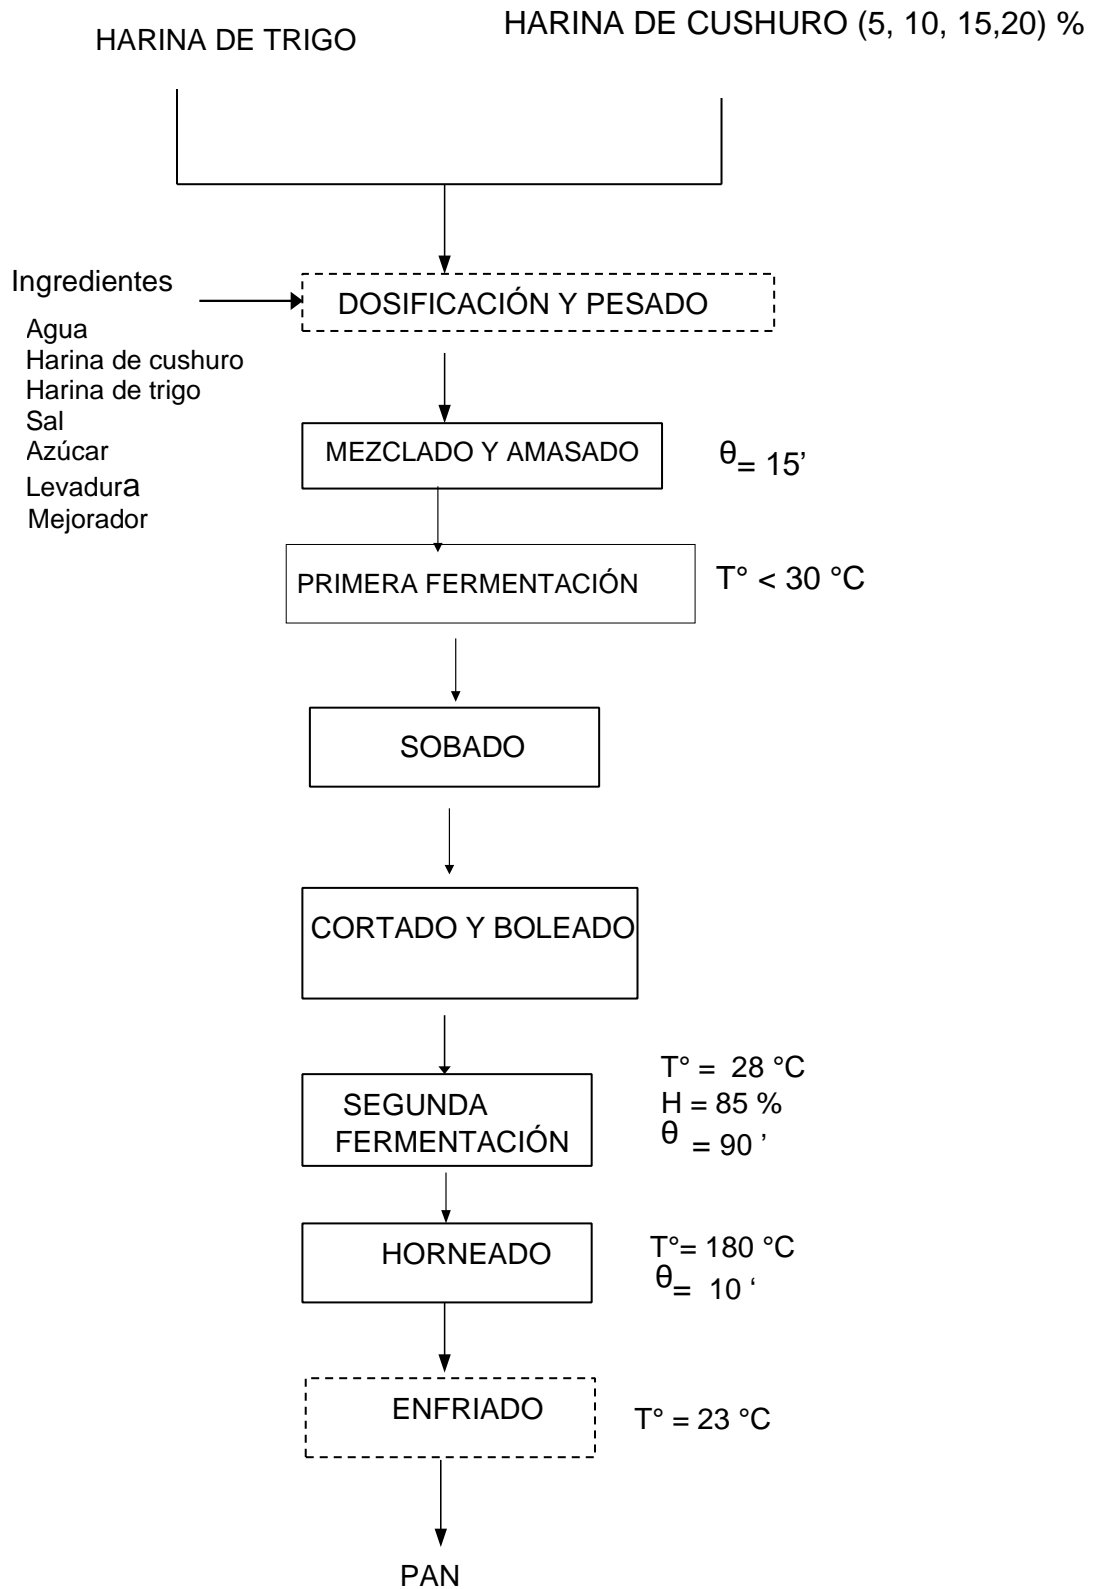 HARINA DE TRIGO
HARINA DE CUSHURO (5, 10, 15,20) %
Ingredientes
Agua
Harina de cushuro
Harina de trigo
Sal
Azúcar
Levadura
Mejorador
DOSIFICACIÓN Y PESADO
MEZCLADO Y AMASADO
θ = 15’
PRIMERA FERMENTACIÓN
T° < 30 °C
SOBADO
CORTADO Y BOLEADO
SEGUNDA
FERMENTACIÓN
T° = 28 °C
H = 85 %
θ = 90 ’
HORNEADO
T°= 180 °C
θ = 10 ‘
ENFRIADO
T° = 23 °C
PAN